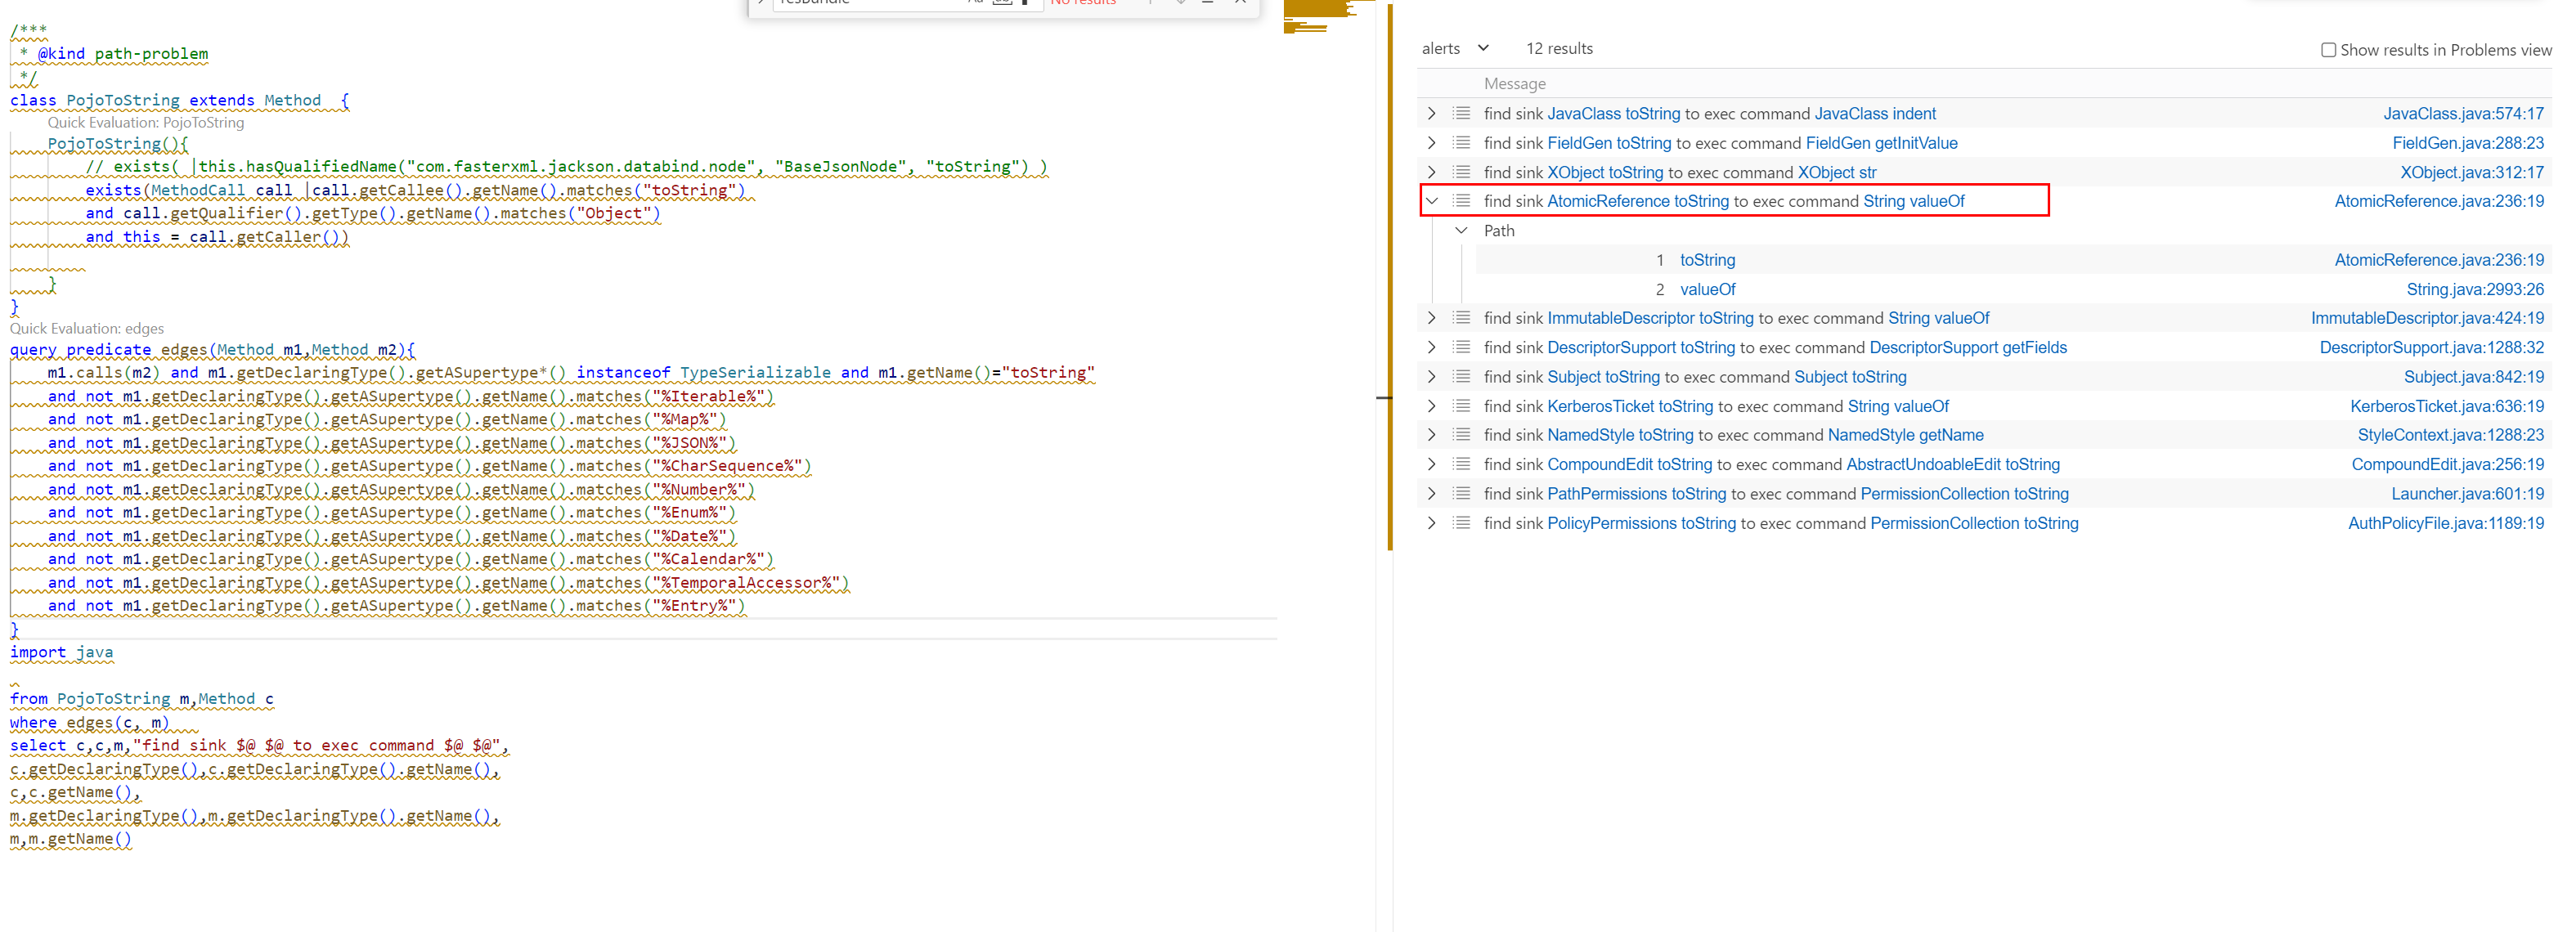 No results
/***
 * @kind path-problem
 */
class PojoToString extends Method  {
Quick Evaluation: PojoToString
    PojoToString(){
        // exists( |this.hasQualifiedName("com.fasterxml.jackson.databind.node", "BaseJsonNode", "toString") )
        exists(MethodCall call |call.getCallee().getName().matches("toString")
        and call.getQualifier().getType().getName().matches("Object")
        and this = call.getCaller())
    }
}
Quick Evaluation: edges
query predicate edges(Method m1,Method m2){
    m1.calls(m2) and m1.getDeclaringType().getASupertype*() instanceof TypeSerializable and m1.getName()="toString"
    and not m1.getDeclaringType().getASupertype().getName().matches("%Iterable%")
    and not m1.getDeclaringType().getASupertype().getName().matches("%Map%")
    and not m1.getDeclaringType().getASupertype().getName().matches("%JSON%")
    and not m1.getDeclaringType().getASupertype().getName().matches("%CharSequence%")
    and not m1.getDeclaringType().getASupertype().getName().matches("%Number%")
    and not m1.getDeclaringType().getASupertype().getName().matches("%Enum%")
    and not m1.getDeclaringType().getASupertype().getName().matches("%Date%")
    and not m1.getDeclaringType().getASupertype().getName().matches("%Calendar%")
    and not m1.getDeclaringType().getASupertype().getName().matches("%TemporalAccessor%")
    and not m1.getDeclaringType().getASupertype().getName().matches("%Entry%")
}
import java
from PojoToString m,Method c
where edges(c, m)
select c,c,m,"find sink $@ $@ to exec command $@ $@",
c.getDeclaringType(),c.getDeclaringType().getName(),
c,c.getName(),
m.getDeclaringType(),m.getDeclaringType().getName(),
m,m.getName()
alerts 12 results Show results in Problems view
Message
find sink JavaClass toString to exec command JavaClass indent JavaClass.java:574:17
find sink FieldGen toString to exec command FieldGen getInitValue FieldGen.java:288:23
find sink XObject toString to exec command XObject str XObject.java:312:17
find sink AtomicReference toString to exec command String valueOf AtomicReference.java:236:19
Path
1 toString AtomicReference.java:236:19
2 valueOf String.java:2993:26
find sink ImmutableDescriptor toString to exec command String valueOf ImmutableDescriptor.java:424:19
find sink DescriptorSupport toString to exec command DescriptorSupport getFields DescriptorSupport.java:1288:32
find sink Subject toString to exec command Subject toString Subject.java:842:19
find sink KerberosTicket toString to exec command String valueOf KerberosTicket.java:636:19
find sink NamedStyle toString to exec command NamedStyle getName StyleContext.java:1288:23
find sink CompoundEdit toString to exec command AbstractUndoableEdit toString CompoundEdit.java:256:19
find sink PathPermissions toString to exec command PermissionCollection toString Launcher.java:601:19
find sink PolicyPermissions toString to exec command PermissionCollection toString AuthPolicyFile.java:1189:19